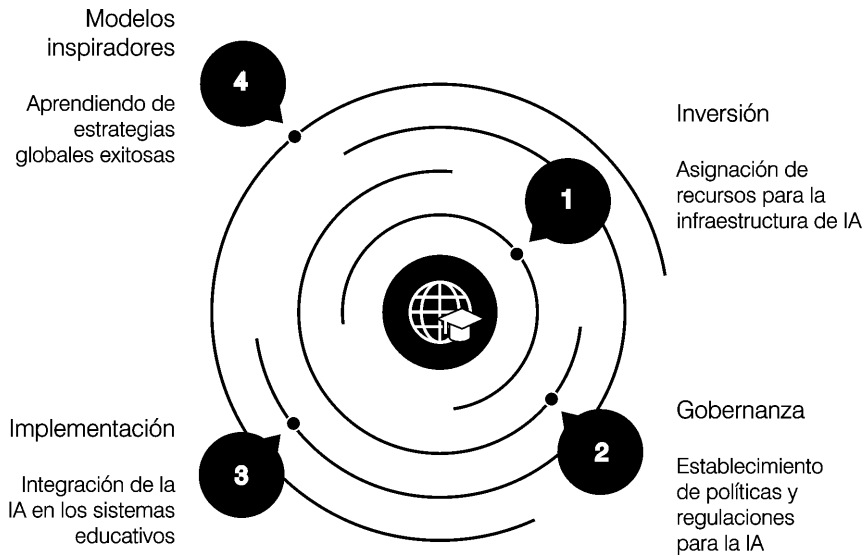 Modelos
inspiradores
4
Aprendiendo de
estrategias
globales exitosas
Inversión
1
Asignación de
recursos para la
infraestructura de IA
Gobernanza
2
Establecimiento
de políticas y
regulaciones
para la IA
Implementación
3
Integración de la
IA en los sistemas
educativos